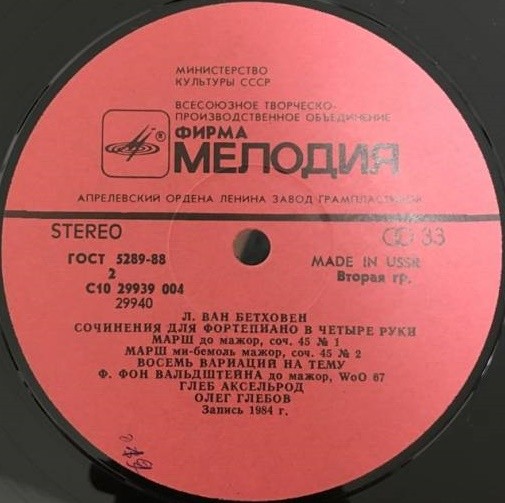 МИНИСТЕРСТВО
КУЛЬТУРЫ СССР
ВСЕСОЮЗНОЕ ТВОРЧЕСКО-
ПРОИЗВОДСТВЕННОЕ ОБЪЕДИНЕНИЕ
ФИРМА
® МЕЛОДИЯ
АПРЕЛЕВСКИЙ ОРДЕНА ЛЕНИНА ЗАВОД ГРАМПЛАСТИНОК
STEREO
33
ГОСТ 5289-88
MADE IN USSR
2
Вторая гр.
С10 29939 004
29940
Л. ВАН БЕТХОВЕН
СОЧИНЕНИЯ ДЛЯ ФОРТЕПИАНО В ЧЕТЫРЕ РУКИ
МАРШ до мажор, соч. 45 № 1
МАРШ ми-бемоль мажор, соч. 45 № 2
ВОСЕМЬ ВАРИАЦИЙ НА ТЕМУ
Ф. ФОН ВАЛЬДШТЕЙНА до мажор, WoO 67
ГЛЕБ АКСЕЛЬРОД
ОЛЕГ ГЛЕБОВ
Запись 1984 г.